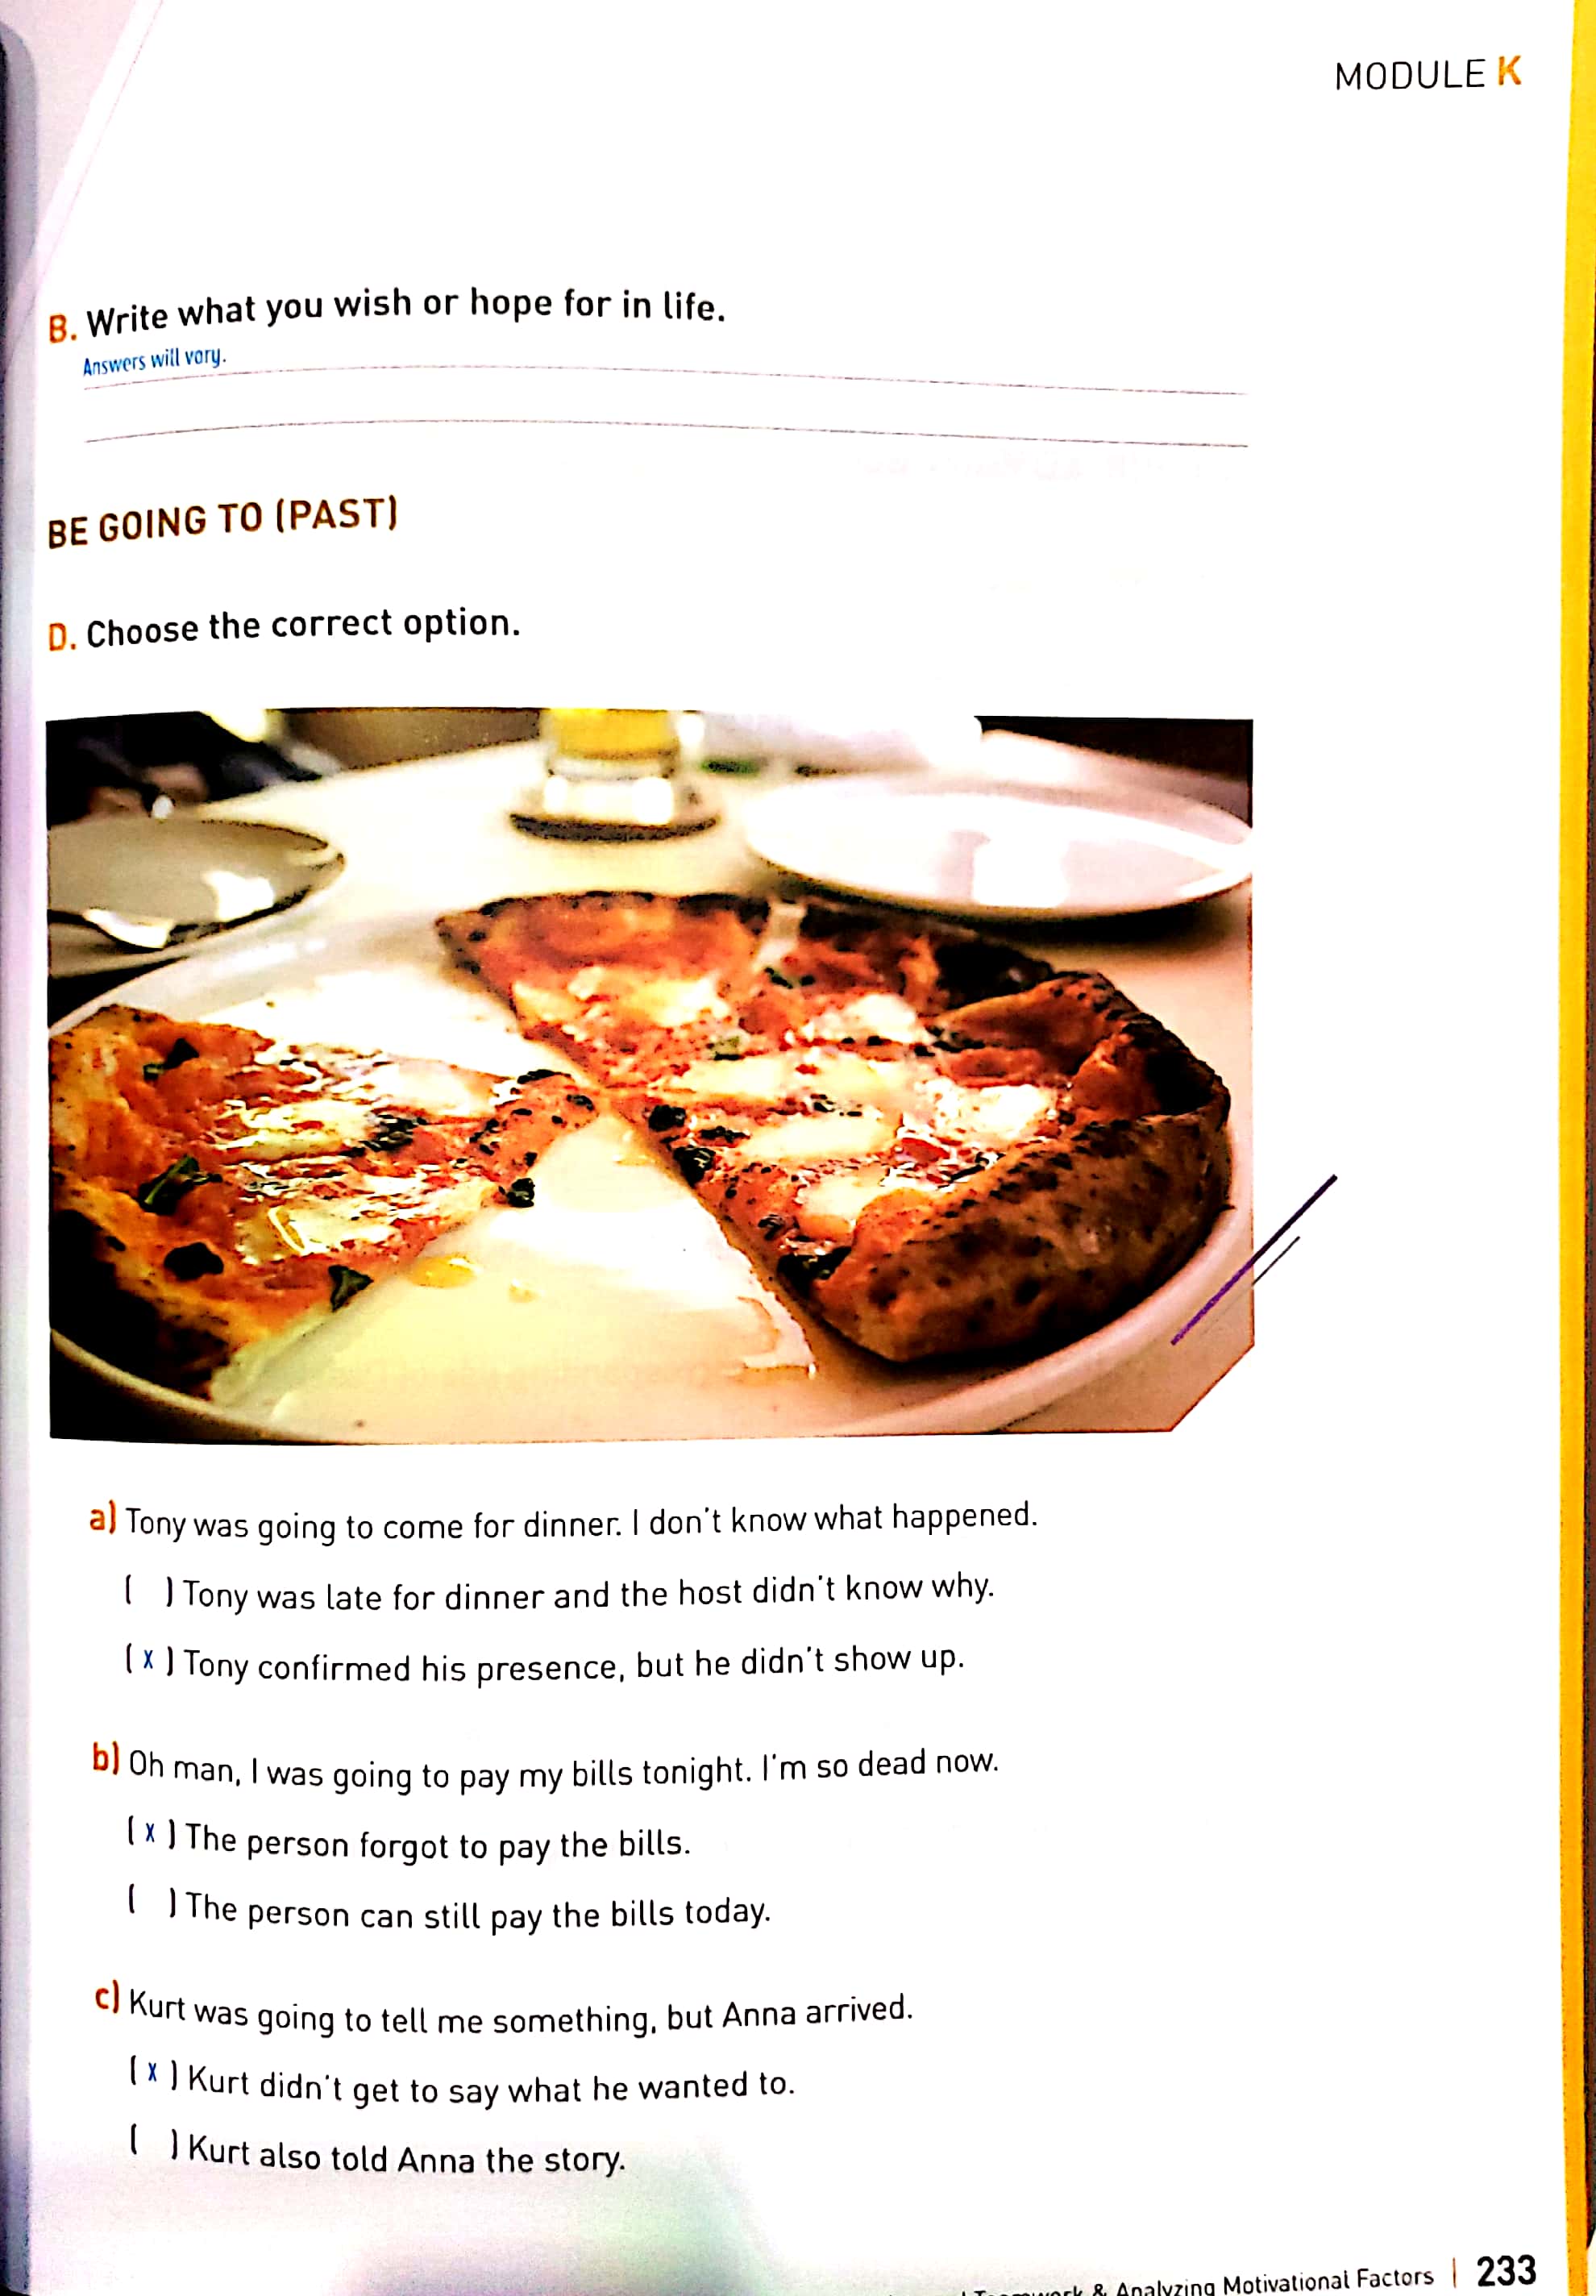 MODULE K
B. Write what you wish or hope for in life.
Answers will vary.
BE GOING TO (PAST)
D. Choose the correct option.
a) Tony was going to come for dinner. I don't know what happened.
( ) Tony was late for dinner and the host didn't know why.
( x ) Tony confirmed his presence, but he didn't show up.
b) Oh man, I was going to pay my bills tonight. I'm so dead now.
( x ) The person forgot to pay the bills.
( ) The person can still pay the bills today.
c) Kurt was going to tell me something, but Anna arrived.
( x ) Kurt didn't get to say what he wanted to.
( ) Kurt also told Anna the story.
& Analyzing Motivational Factors | 233